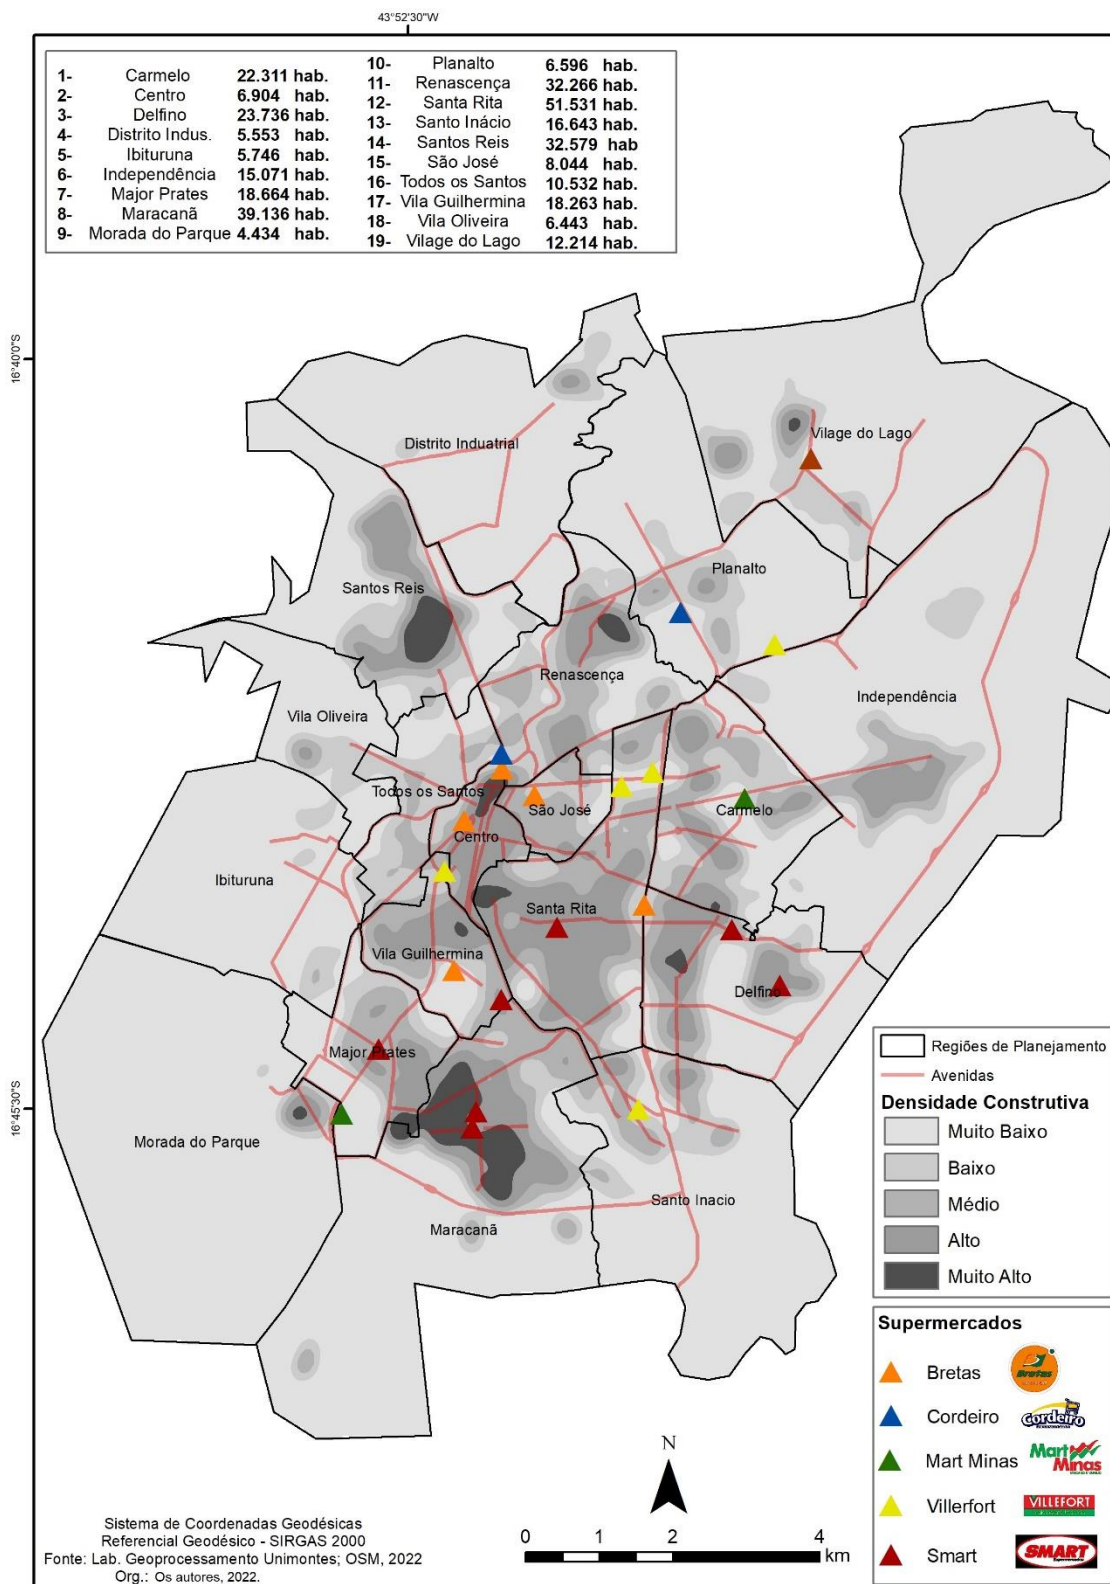 43°52'30"W
1- Carmelo 22.311 hab.
2- Centro 6.904 hab.
3- Delfino 23.736 hab.
4- Distrito Indus. 5.553 hab.
5- Ibituruna 5.746 hab.
6- Independência 15.071 hab.
7- Major Prates 18.664 hab.
8- Maracanã 39.136 hab.
9- Morada do Parque 4.434 hab.
10- Planalto 6.596 hab.
11- Renascença 32.266 hab.
12- Santa Rita 51.531 hab.
13- Santo Inácio 16.643 hab.
14- Santos Reis 32.579 hab
15- São José 8.044 hab.
16- Todos os Santos 10.532 hab.
17- Vila Guilhermina 18.263 hab.
18- Vila Oliveira 6.443 hab.
19- Vilage do Lago 12.214 hab.
16°40'0"S
Distrito Induatrial
Vilage do Lago
Planalto
Santos Reis
Renascença
Independência
Vila Oliveira
Todos os Santos
São José
Carmelo
Centro
Ibituruna
Santa Rita
Vila Guilhermina
Delfino
Major Prates
16°45'30"S
Morada do Parque
Santo Inacio
Maracanã
Regiões de Planejamento
Avenidas
Densidade Construtiva
Muito Baixo
Baixo
Médio
Alto
Muito Alto
Supermercados
Bretas Bretas
Cordeiro Cordeiro
Mart Minas Mart Minas
Villerfort VILLEFORT
Smart SMART
N
0 1 2 4
km
Sistema de Coordenadas Geodésicas
Referencial Geodésico - SIRGAS 2000
Fonte: Lab. Geoprocessamento Unimontes; OSM, 2022
Org.: Os autores, 2022.